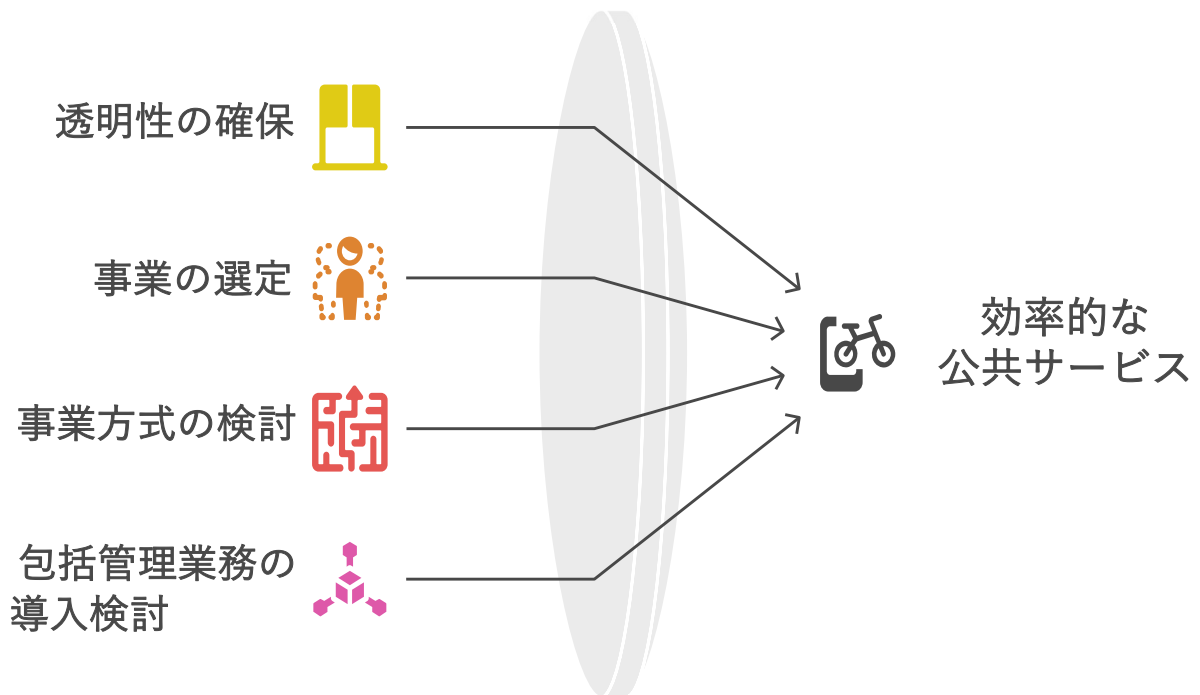 透明性の確保
事業の選定
事業方式の検討
包括管理業務の
導入検討
効率的な
公共サービス